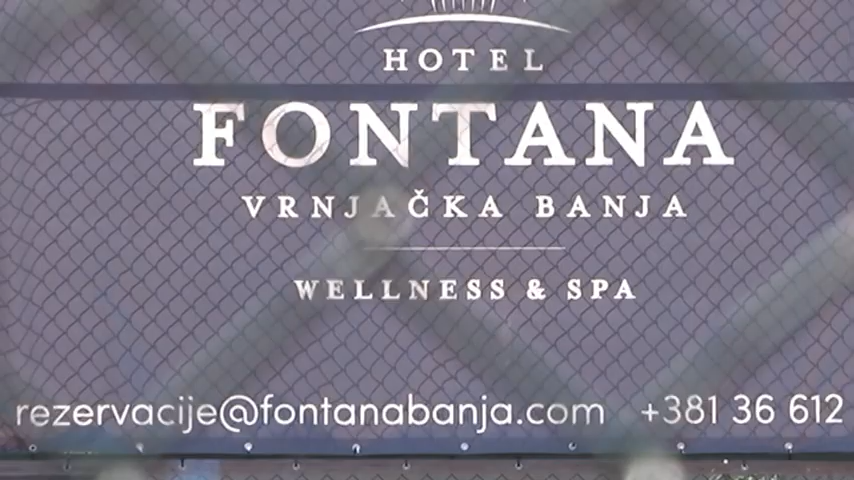 HOTEL
FONTANA
VRNJAČKA BANJA
WELLNESS & SPA
rezervacije@fontanabanja.com +381 36 612